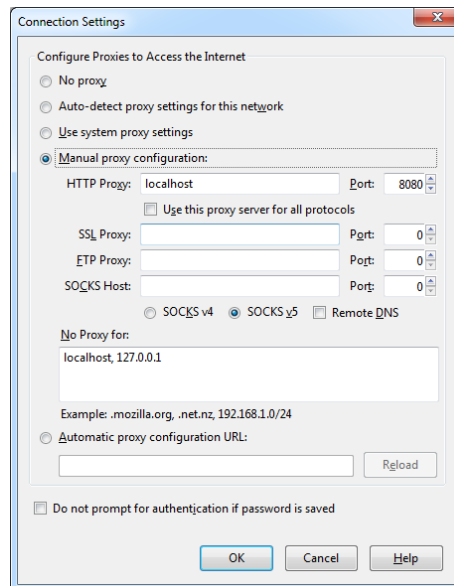 Connection Settings
Configure Proxies to Access the Internet
No proxy
Auto-detect proxy settings for this network
Use system proxy settings
Manual proxy configuration:
HTTP Proxy: localhost Port: 8080
Use this proxy server for all protocols
SSL Proxy: Port: 0
FTP Proxy: Port: 0
SOCKS Host: Port: 0
SOCKS v4 SOCKS v5 Remote DNS
No Proxy for:
localhost, 127.0.0.1
Example: .mozilla.org, .net.nz, 192.168.1.0/24
Automatic proxy configuration URL:
Reload
Do not prompt for authentication if password is saved
OK Cancel Help